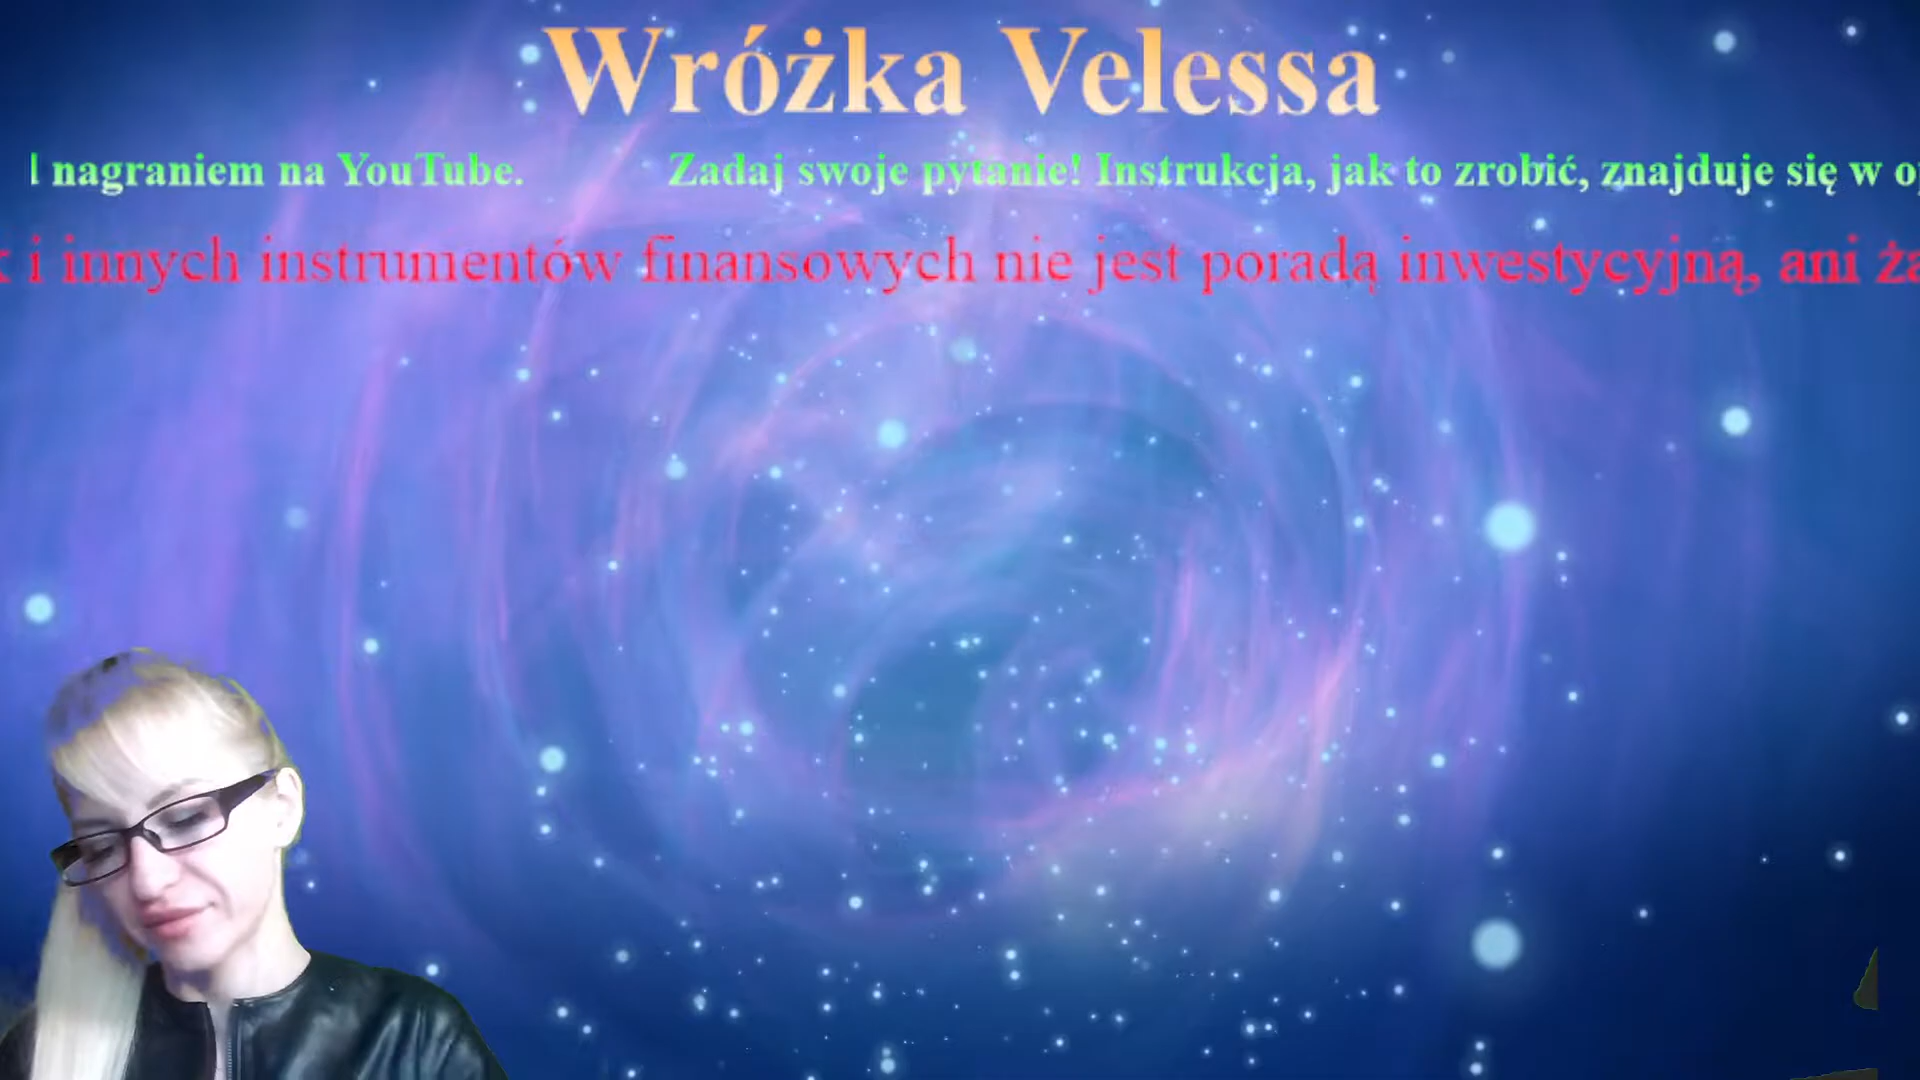 Wróżka Velessa
nagraniem na YouTube. Zadaj swoje pytanie! Instrukcja, jak to zrobić, znajduje się w
i innych instrumentów finansowych nie jest poradą inwestycyjną, ani